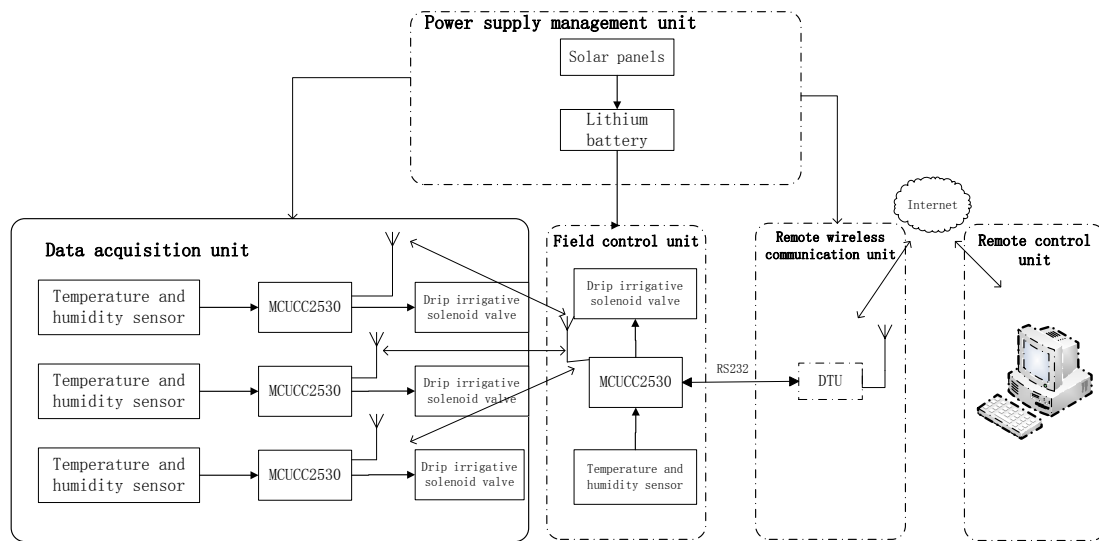 Power supply management unit
Solar panels
Lithium
battery
Internet
Data acquisition unit
Temperature and
humidity sensor
MCUCC2530
Drip irrigative
solenoid valve
Temperature and
humidity sensor
MCUCC2530
Drip irrigative
solenoid valve
Temperature and
humidity sensor
MCUCC2530
Drip irrigative
solenoid valve
Field control unit
Drip irrigative
solenoid valve
MCUCC2530
Temperature and
humidity sensor
RS232
Remote wireless
communication unit
DTU
Remote control
unit